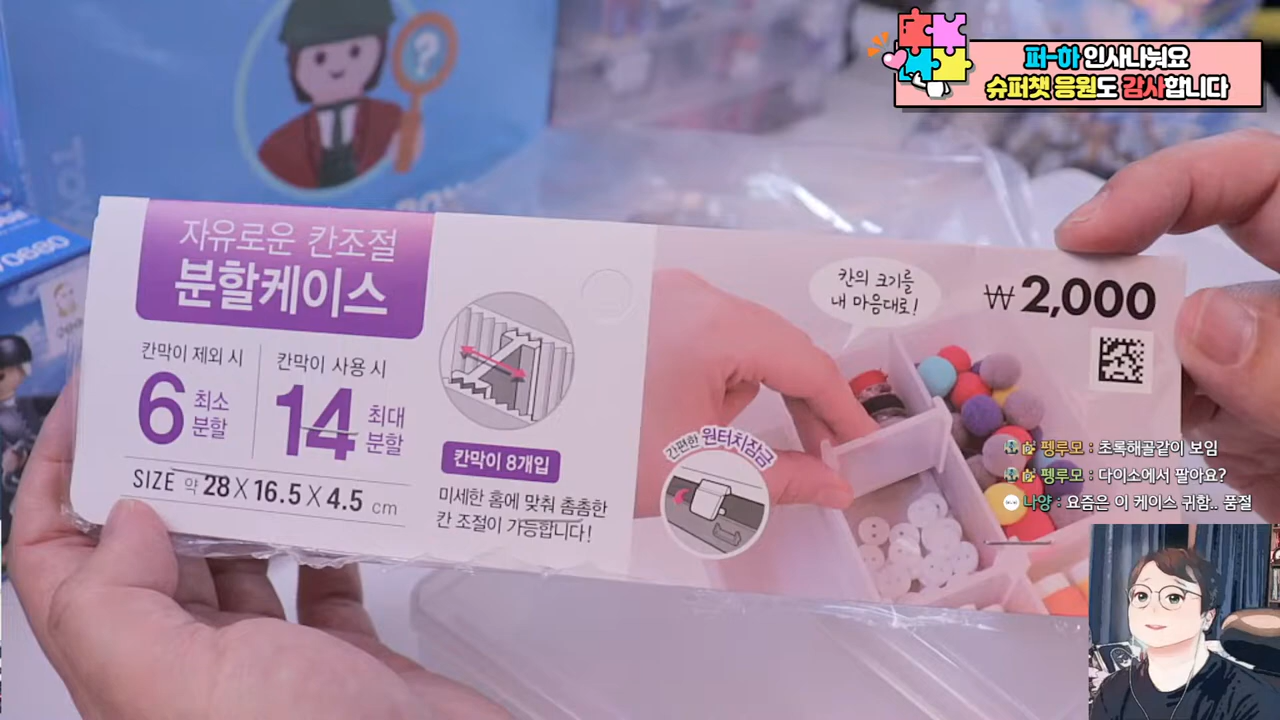 퍼-하 인사나눠요
슈퍼챗 응원도 감사합니다
?
자유로운 칸조절
분할케이스
칸막이 제외 시
6 최소 분할
칸막이 사용 시
14 최대 분할
SIZE 약 28 X 16.5 X 4.5 cm
칸막이 8개입
미세한 홈에 맞춰 촘촘한
칸 조절이 가능합니다!
칸의 크기를
내 마음대로!
₩2,000
간편한 원터치잠금
펭루모 : 초록해골같이 보임
펭루모 : 다이소에서 팔아요?
나양 : 요즘은 이 케이스 귀함.. 품절